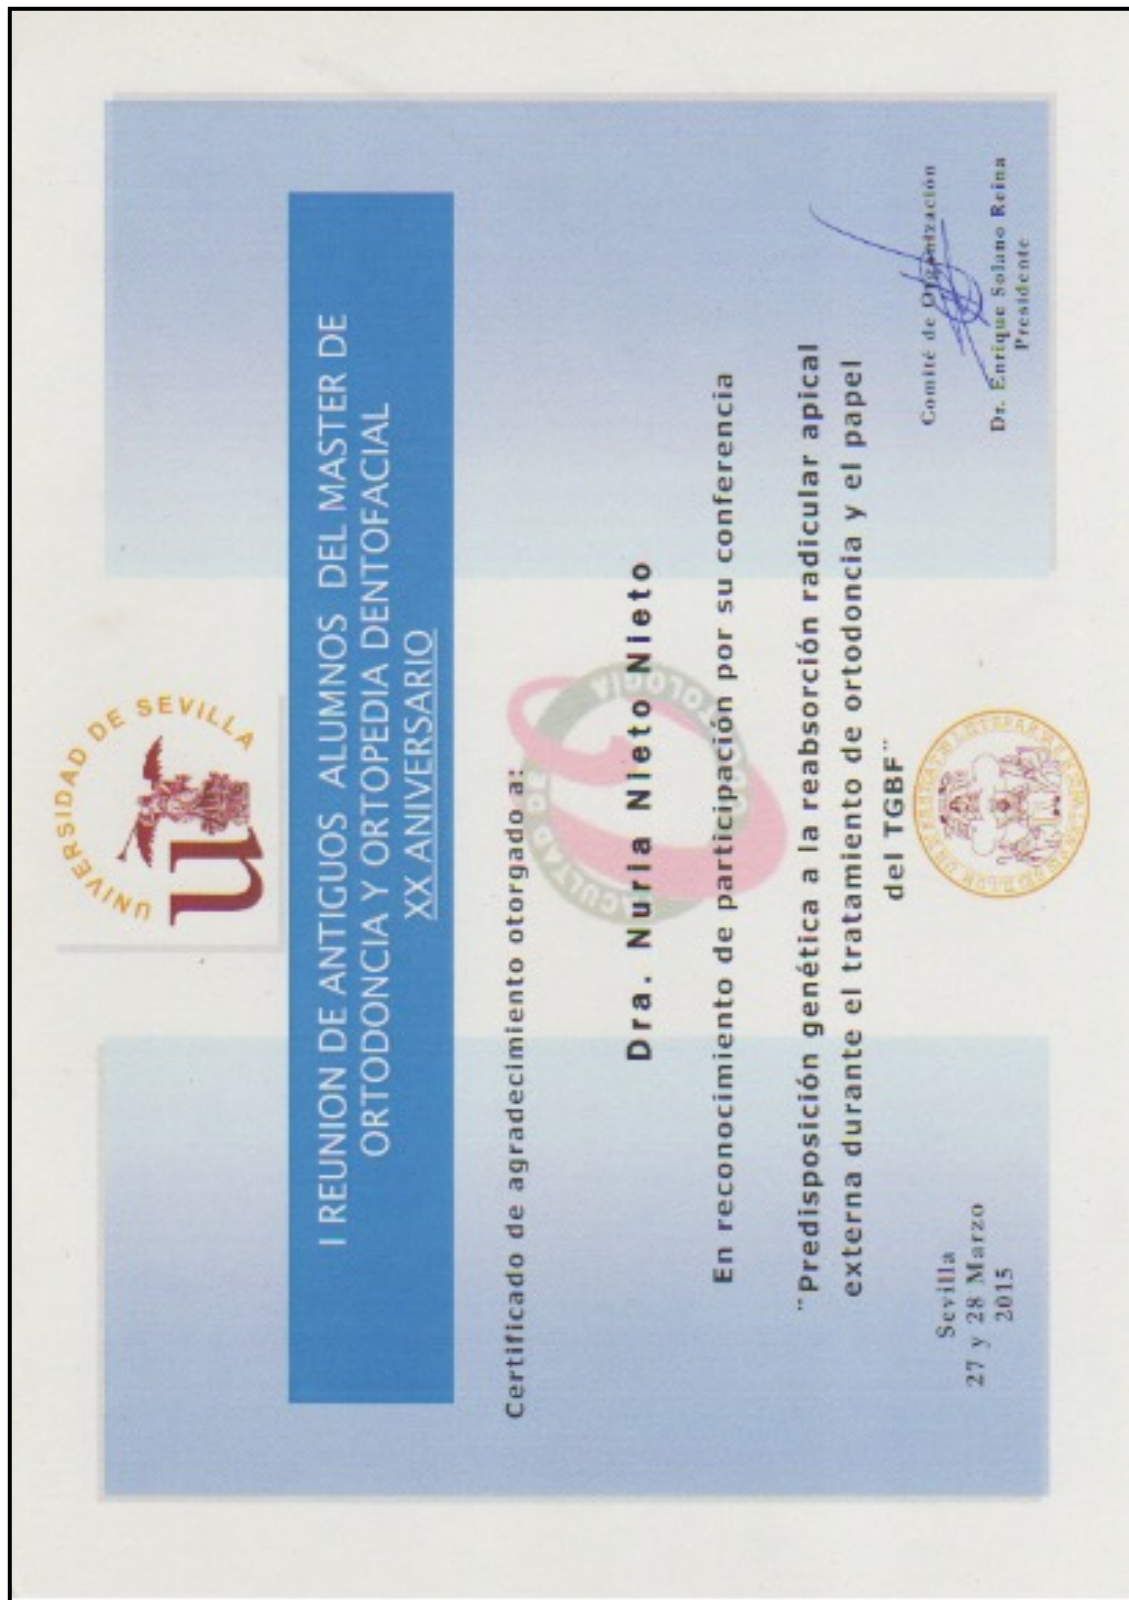 UNIVERSIDAD DE SEVILLA
I REUNION DE ANTIGUOS ALUMNOS DEL MASTER DE
ORTODONCIA Y ORTOPEDIA DENTOFACIAL
XX ANIVERSARIO
Certificado de agradecimiento otorgado a:
FACULTAD DE ODONTOLOGÍA
Dra. Nuria Nieto Nieto
En reconocimiento de participación por su conferencia
¨Predisposición genética a la reabsorción radicular apical
externa durante el tratamiento de ortodoncia y el papel
del TGBF¨
Sevilla
27 y 28 Marzo
2015
Comité de Organización
Dr. Enrique Solano Reina
Presidente